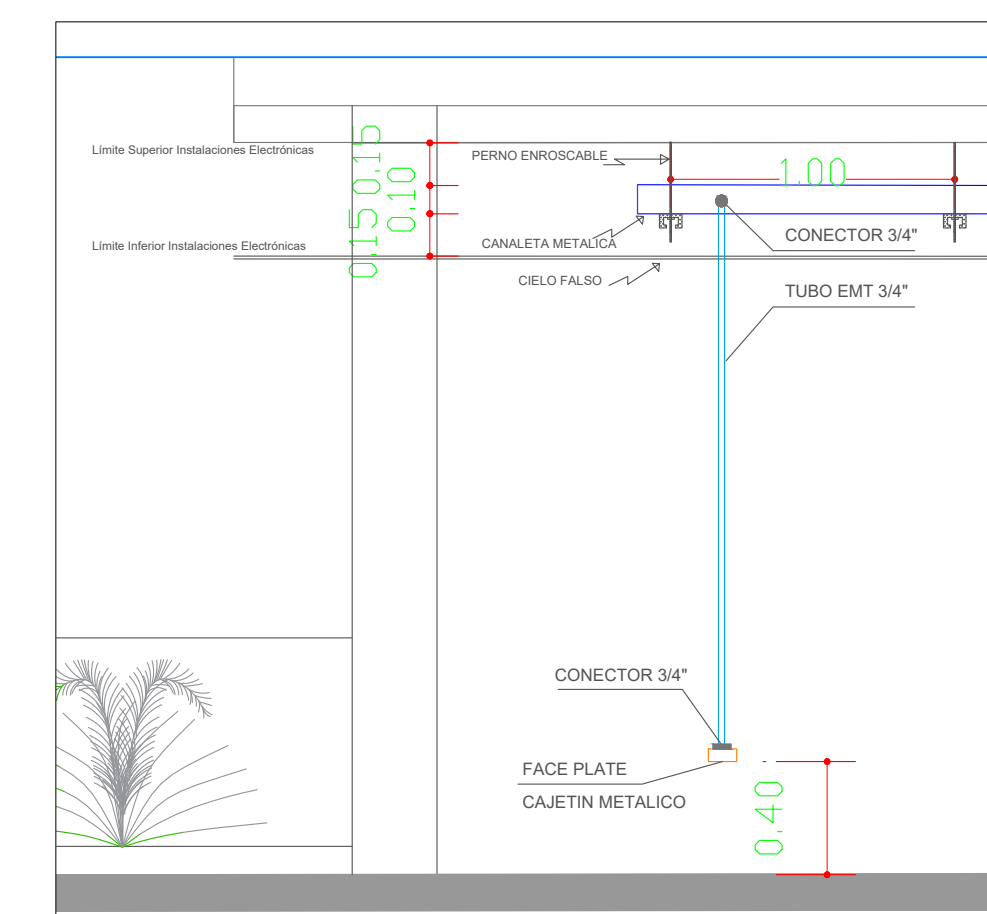 Límite Superior Instalaciones Electrónicas
PERNO ENROSCABLE
0.15
0.10
0.15
1.00
CANALETA METALICA
CONECTOR 3/4"
Límite Inferior Instalaciones Electrónicas
CIELO FALSO
TUBO EMT 3/4"
CONECTOR 3/4"
FACE PLATE
CAJETIN METALICO
0.40